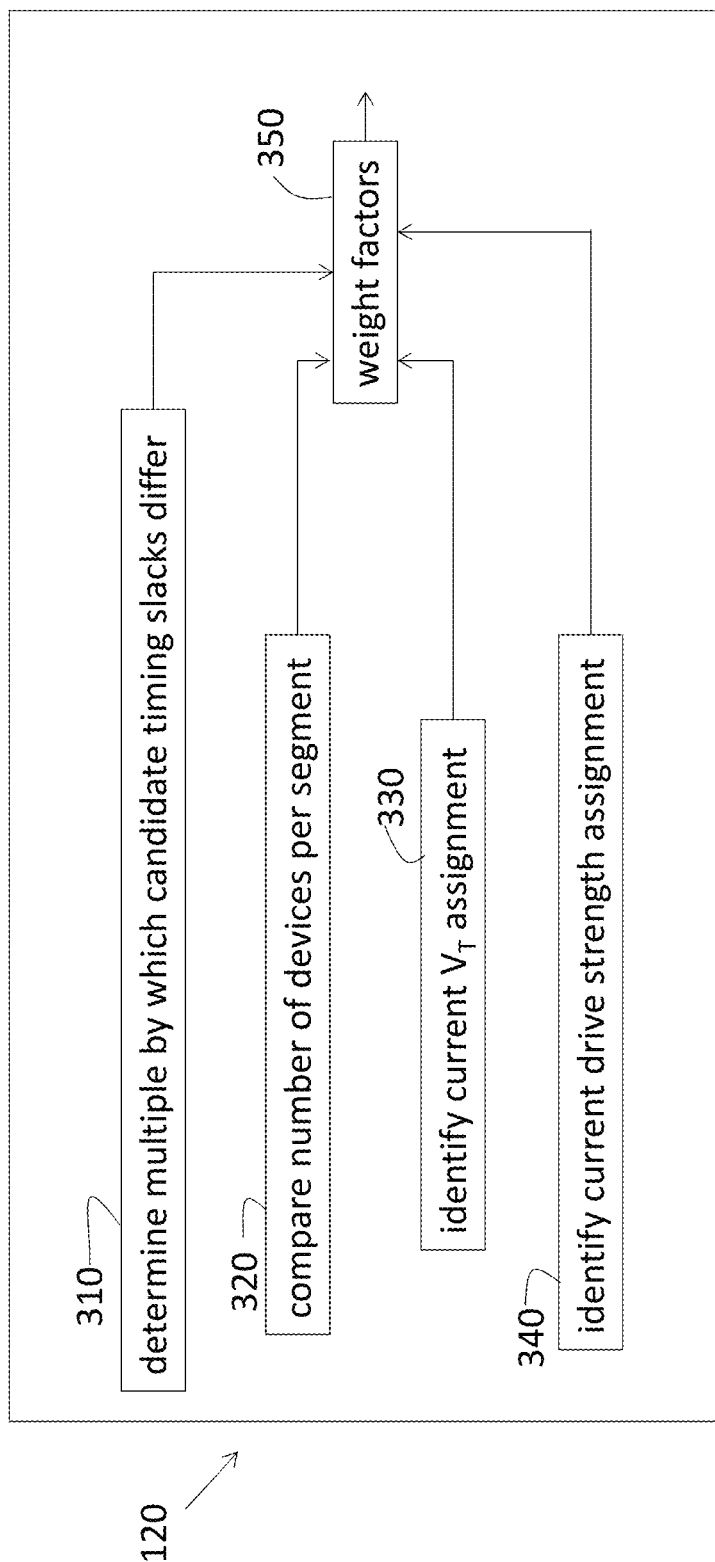 120
310
determine multiple by which candidate timing slacks differ
320
compare number of devices per segment
330
identify current V_T assignment
340
identify current drive strength assignment
350
weight factors